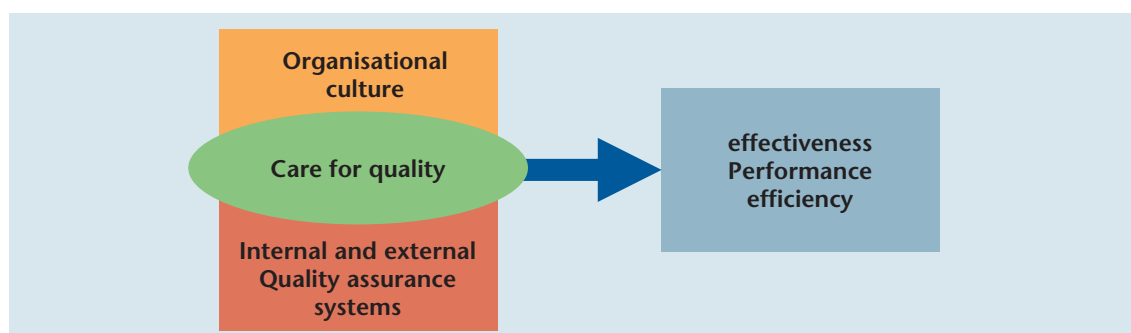 Organisational
culture
Care for quality
Internal and external
Quality assurance
systems
effectiveness
Performance
efficiency